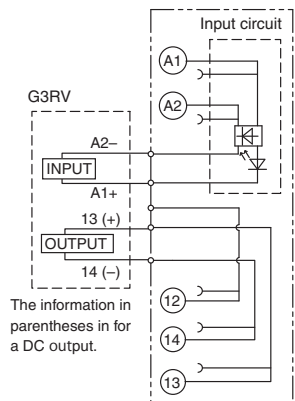 Input circuit
A1
A2
G3RV
A2–
INPUT
A1+
13 (+)
OUTPUT
14 (–)
12
14
13
The information in
parentheses in for
a DC output.